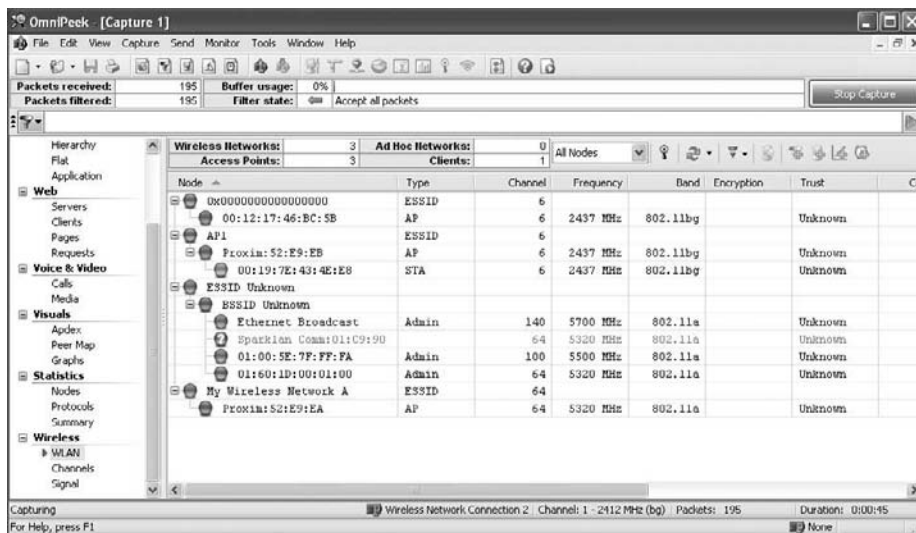 OmniPeek - [Capture 1]
File Edit View Capture Send Monitor Tools Window Help
Packets received: 195 Buffer usage: 0%
Packets filtered: 195 Filter state: Accept all packets
Stop Capture
Hierarchy
Flat
Application
Web
Servers
Clients
Pages
Requests
Voice & Video
Calls
Media
Visuals
Apdex
Peer Map
Graphs
Statistics
Nodes
Protocols
Summary
Wireless
WLAN
Channels
Signal
Wireless Networks: 3 Ad Hoc Networks: 0
Access Points: 3 Clients: 1
All Nodes
Node Type Channel Frequency Band Encryption Trust C
0x0000000000000000 ESSID 6
00:12:17:46:BC:5B AP 6 2437 MHz 802.11bg Unknown
AP1 ESSID 6
Proxim:52:E9:EB AP 6 2437 MHz 802.11bg Unknown
00:19:7E:43:4E:E8 STA 6 2437 MHz 802.11bg Unknown
ESSID Unknown
BSSID Unknown
Ethernet Broadcast Admin 140 5700 MHz 802.11a Unknown
Sparklan Comm:01:C9:90 64 5320 MHz 802.11a Unknown
01:00:5E:7F:FF:FA Admin 100 5500 MHz 802.11a Unknown
01:60:1D:00:01:00 Admin 64 5320 MHz 802.11a Unknown
My Wireless Network A ESSID 64
Proxim:52:E9:EA AP 64 5320 MHz 802.11a Unknown
Capturing Wireless Network Connection 2 Channel: 1 - 2412 MHz (bg) Packets: 195 Duration: 0:00:45
For Help, press F1 None